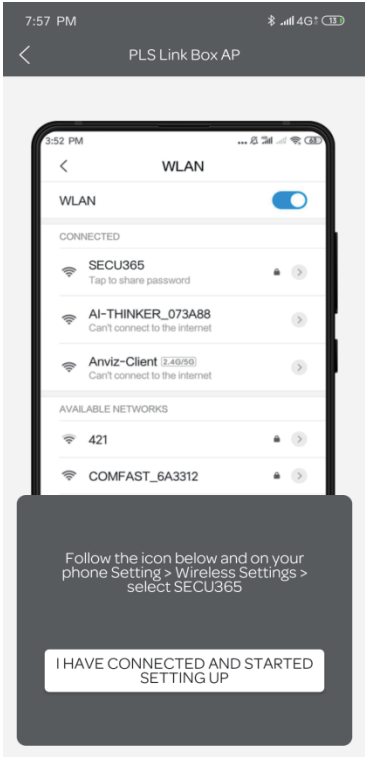 7:57 PM 4G 13
PLS Link Box AP
3:52 PM
WLAN
WLAN
CONNECTED
SECU365
Tap to share password
AI-THINKER_073A88
Can't connect to the internet
Anviz-Client 2.4G/5G
Can't connect to the internet
AVAILABLE NETWORKS
421
COMFAST_6A3312
Follow the icon below and on your
phone Setting > Wireless Settings >
select SECU365
I HAVE CONNECTED AND STARTED
SETTING UP